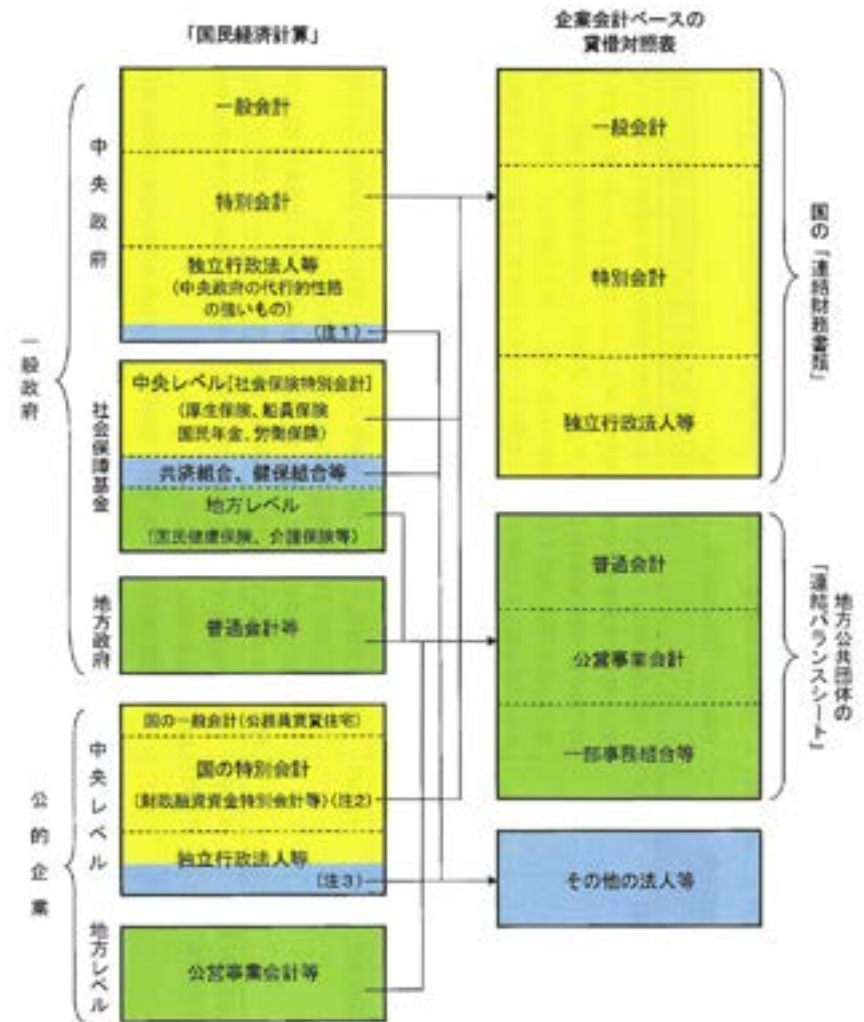 「国民経済計算」
企業会計ベースの
貸借対照表
一般政府
中央政府
一般会計
特別会計
独立行政法人等
(中央政府の代行的性格
の強いもの)
(注1)
社会保障基金
中央レベル[社会保険特別会計]
(厚生保険、船員保険
国民年金、労働保険)
共済組合、健保組合等
地方レベル
(国民健康保険、介護保険等)
地方政府
普通会計等
公的企業
中央レベル
国の一般会計(公務員賃貸住宅)
国の特別会計
(財政融資資金特別会計等)(注2)
独立行政法人等
(注3)
地方レベル
公営事業会計等
一般会計
特別会計
独立行政法人等
国の「連結財務書類」
普通会計
公営事業会計
一部事務組合等
地方公共団体の
「連結バランスシート」
その他の法人等